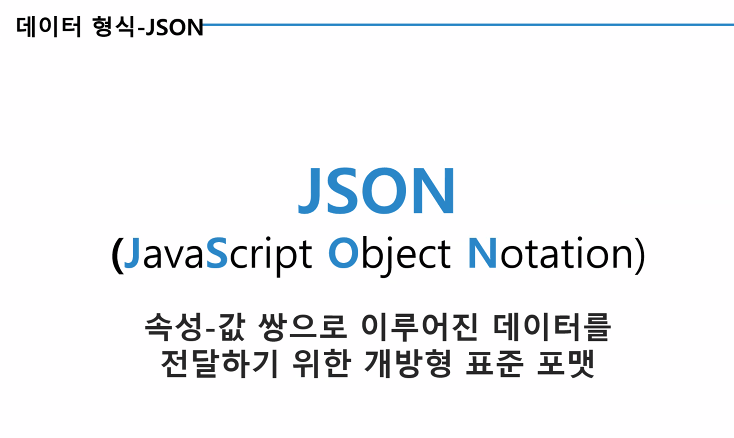 데이터 형식-JSON
JSON
(JavaScript Object Notation)
속성-값 쌍으로 이루어진 데이터를
전달하기 위한 개방형 표준 포맷